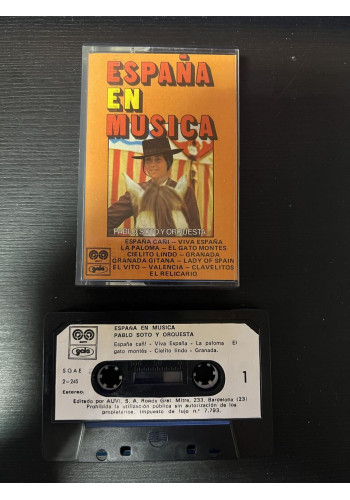 ESPAÑA
EN
MUSICA
PABLO SOTO Y ORQUESTA
ESPAÑA CAÑI - VIVA ESPAÑA
LA PALOMA - EL GATO MONTES
CIELITO LINDO - GRANADA
GRANADA GITANA - LADY OF SPAIN
EL VITO - VALENCIA - CLAVELITOS
EL RELICARIO
gala
gala
ESPAÑA EN MUSICA
PABLO SOTO Y ORQUESTA
España cañí - Viva España - La paloma El
gato montés - Cielito lindo - Granada.
SGAE
2-245
Estereo.
1
Editado por AUVI, S. A. Ramos Gral. Mitre, 233. Barcelona (23)
Prohibida la utilización pública sin autorización de los
propietarios. Impuesto de lujo n.º 7.793.